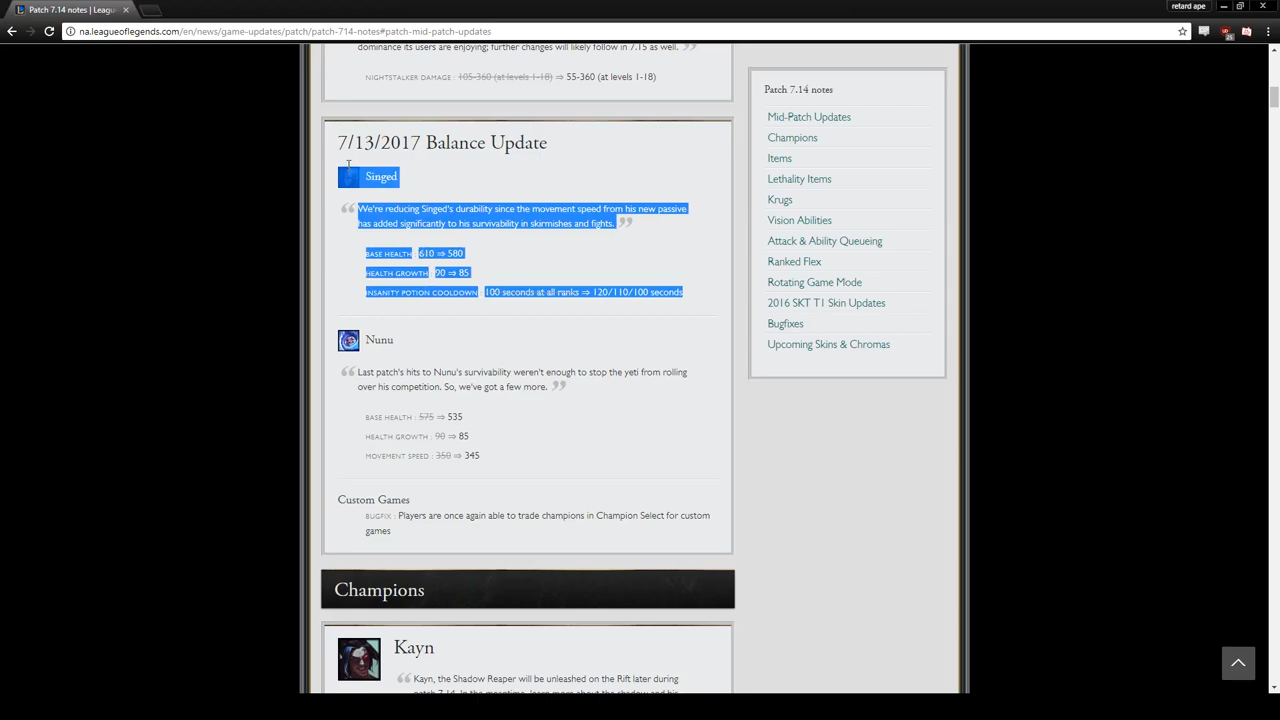 Patch 7.14 notes | League
retard ape
na.leagueoflegends.com/en/news/game-updates/patch/patch-714-notes#patch-mid-patch-updates
dominance its users are enjoying; further changes will likely follow in 7.15 as well.
NIGHTSTALKER DAMAGE : 105-360 (at levels 1-18) ⇒ 55-360 (at levels 1-18)
7/13/2017 Balance Update
Singed
We're reducing Singed's durability since the movement speed from his new passive
has added significantly to his survivability in skirmishes and fights.
BASE HEALTH : 610 ⇒ 580
HEALTH GROWTH : 90 ⇒ 85
INSANITY POTION COOLDOWN : 100 seconds at all ranks ⇒ 120/110/100 seconds
Nunu
Last patch's hits to Nunu's survivability weren't enough to stop the yeti from rolling
over his competition. So, we've got a few more.
BASE HEALTH : 575 ⇒ 535
HEALTH GROWTH : 90 ⇒ 85
MOVEMENT SPEED : 350 ⇒ 345
Custom Games
BUGFIX : Players are once again able to trade champions in Champion Select for custom
games
Champions
Kayn
Kayn, the Shadow Reaper will be unleashed on the Rift later during
Patch 7.14 notes
Mid-Patch Updates
Champions
Items
Lethality Items
Krugs
Vision Abilities
Attack & Ability Queueing
Ranked Flex
Rotating Game Mode
2016 SKT T1 Skin Updates
Bugfixes
Upcoming Skins & Chromas